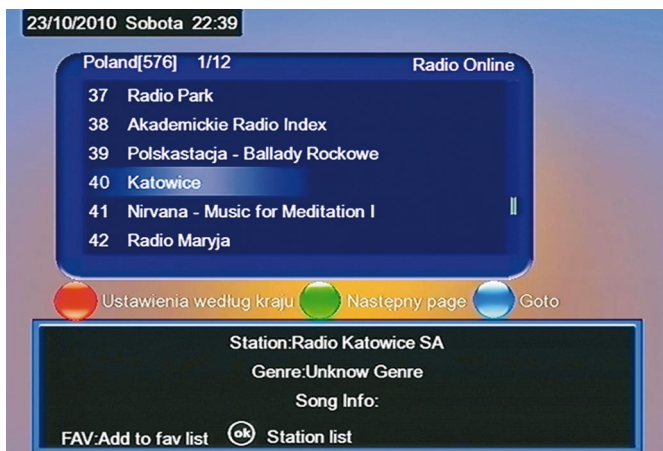 23/10/2010 Sobota 22:39
Poland[576] 1/12 Radio Online
37 Radio Park
38 Akademickie Radio Index
39 Polskastacja - Ballady Rockowe
40 Katowice
41 Nirvana - Music for Meditation I
42 Radio Maryja
Ustawienia według kraju Następny page Goto
Station:Radio Katowice SA
Genre:Unknow Genre
Song Info:
FAV:Add to fav list ok Station list